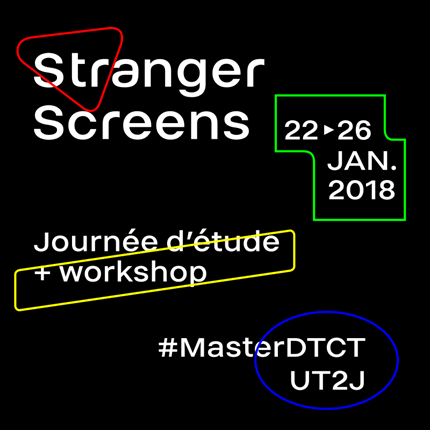 Stranger
Screens
22 ▸ 26
JAN.
2018
Journée d'étude
+ workshop
#MasterDTCT
UT2J